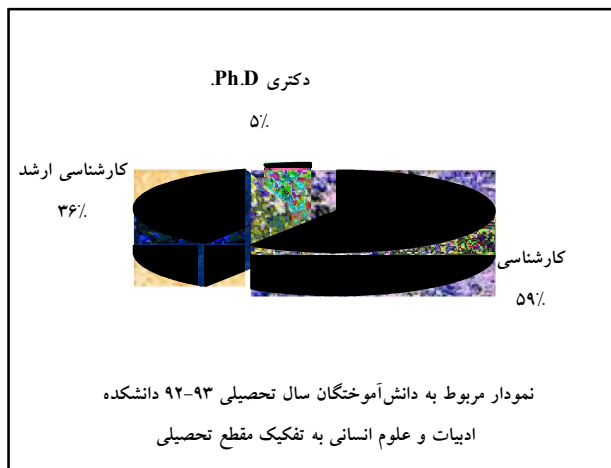 دکتری Ph.D.
۵٪
کارشناسی ارشد
۳۶٪
کارشناسی
۵۹٪
نمودار مربوط به دانش‌آموختگان سال تحصیلی ۹۳-۹۲ دانشکده
ادبیات و علوم انسانی به تفکیک مقطع تحصیلی